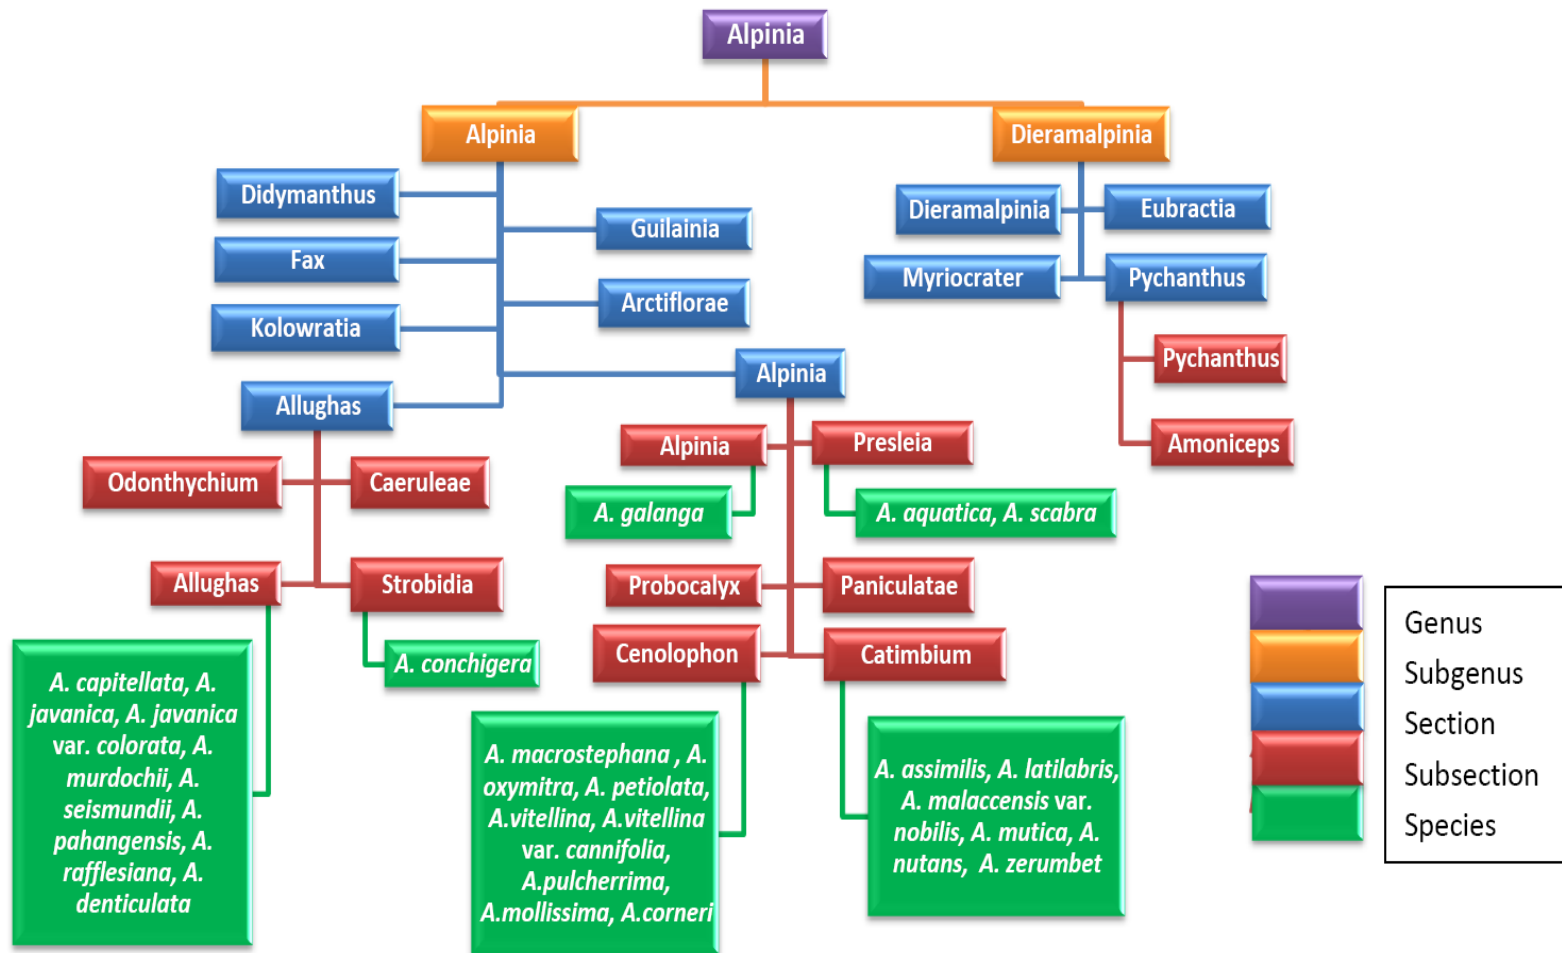 Alpinia
Alpinia
Dieramalpinia
Didymanthus
Guilainia
Fax
Arctiflorae
Kolowratia
Alpinia
Allughas
Dieramalpinia
Eubractia
Myriocrater
Pychanthus
Pychanthus
Amoniceps
Odonthychium
Caeruleae
Allughas
Strobidia
A. conchigera
A. capitellata, A.
javanica, A. javanica
var. colorata, A.
murdochii, A.
seismundii, A.
pahangensis, A.
rafflesiana, A.
denticulata
Alpinia
Presleia
A. galanga
A. aquatica, A. scabra
Probocalyx
Paniculatae
Cenolophon
Catimbium
A. macrostephana , A.
oxymitra, A. petiolata,
A.vitellina, A.vitellina
var. cannifolia,
A.pulcherrima,
A.mollissima, A.corneri
A. assimilis, A. latilabris,
A. malaccensis var.
nobilis, A. mutica, A.
nutans, A. zerumbet
Genus
Subgenus
Section
Subsection
Species